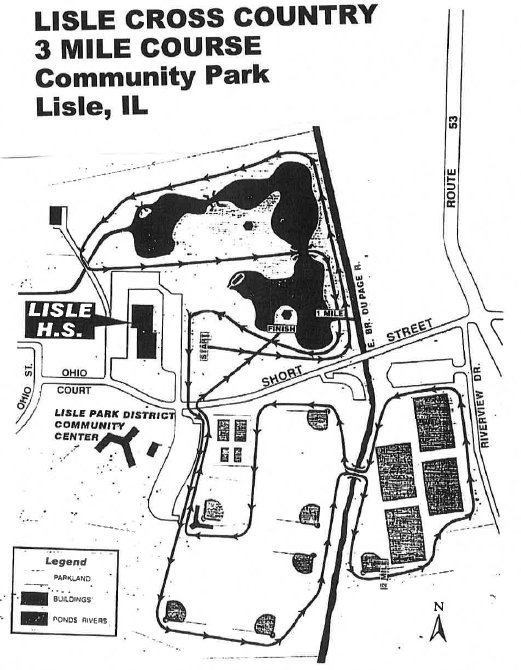 LISLE CROSS COUNTRY
3 MILE COURSE
Community Park
Lisle, IL
ROUTE 53
LISLE
H.S.
1 MILE
FINISH
START
E. BR. DU PAGE R.
SHORT STREET
OHIO ST.
OHIO
COURT
RIVERVIEW DR.
LISLE PARK DISTRICT
COMMUNITY
CENTER
2 MILE
Legend
PARKLAND
BUILDINGS
PONDS RIVERS
N